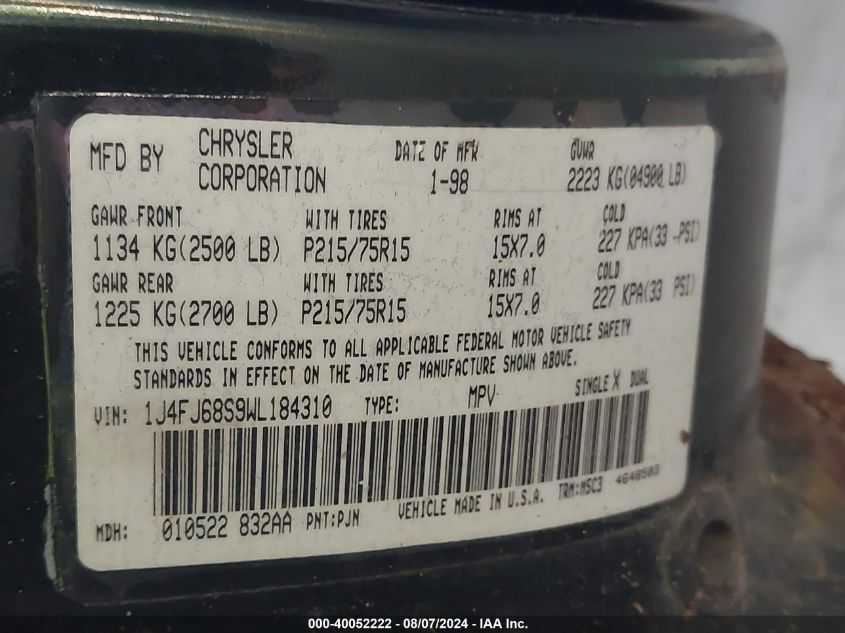 MFD BY CHRYSLER CORPORATION DATE OF MFR 1-98 GVWR 2223 KG(04900 LB)
GAWR FRONT WITH TIRES RIMS AT COLD
1134 KG(2500 LB) P215/75R15 15X7.0 227 KPA(33 PSI)
GAWR REAR WITH TIRES RIMS AT COLD
1225 KG(2700 LB) P215/75R15 15X7.0 227 KPA(33 PSI)
THIS VEHICLE CONFORMS TO ALL APPLICABLE FEDERAL MOTOR VEHICLE SAFETY
STANDARDS IN EFFECT ON THE DATE OF MANUFACTURE SHOWN ABOVE.
VIN: 1J4FJ68S9WL184310 TYPE: MPV SINGLE X DUAL
MDH: 010522 832AA PNT:PJN VEHICLE MADE IN U.S.A. TRM:MSC3 4648503
000-40052222 - 08/07/2024 - IAA Inc.